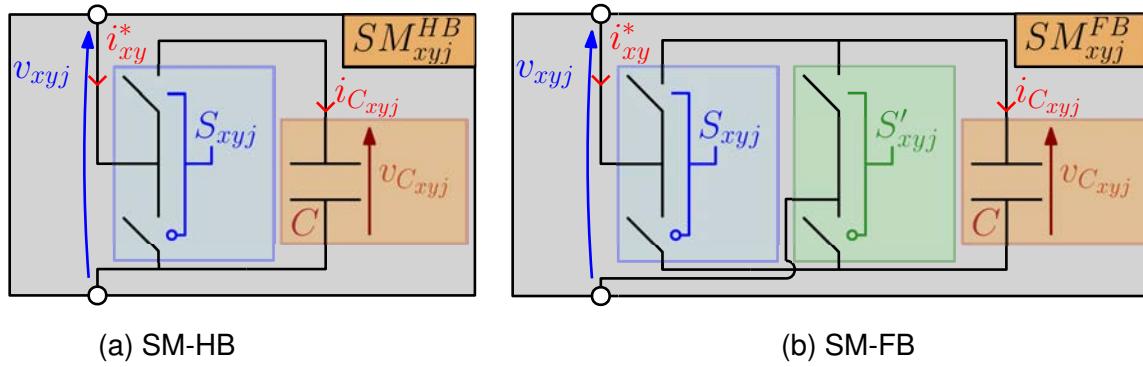 i*_{xy}
SM^{HB}_{xyj}
v_{xyj}
S_{xyj}
i_{C_{xyj}}
v_{C_{xyj}}
C
(a) SM-HB
i*_{xy}
SM^{FB}_{xyj}
v_{xyj}
S_{xyj}
S'_{xyj}
i_{C_{xyj}}
v_{C_{xyj}}
C
(b) SM-FB